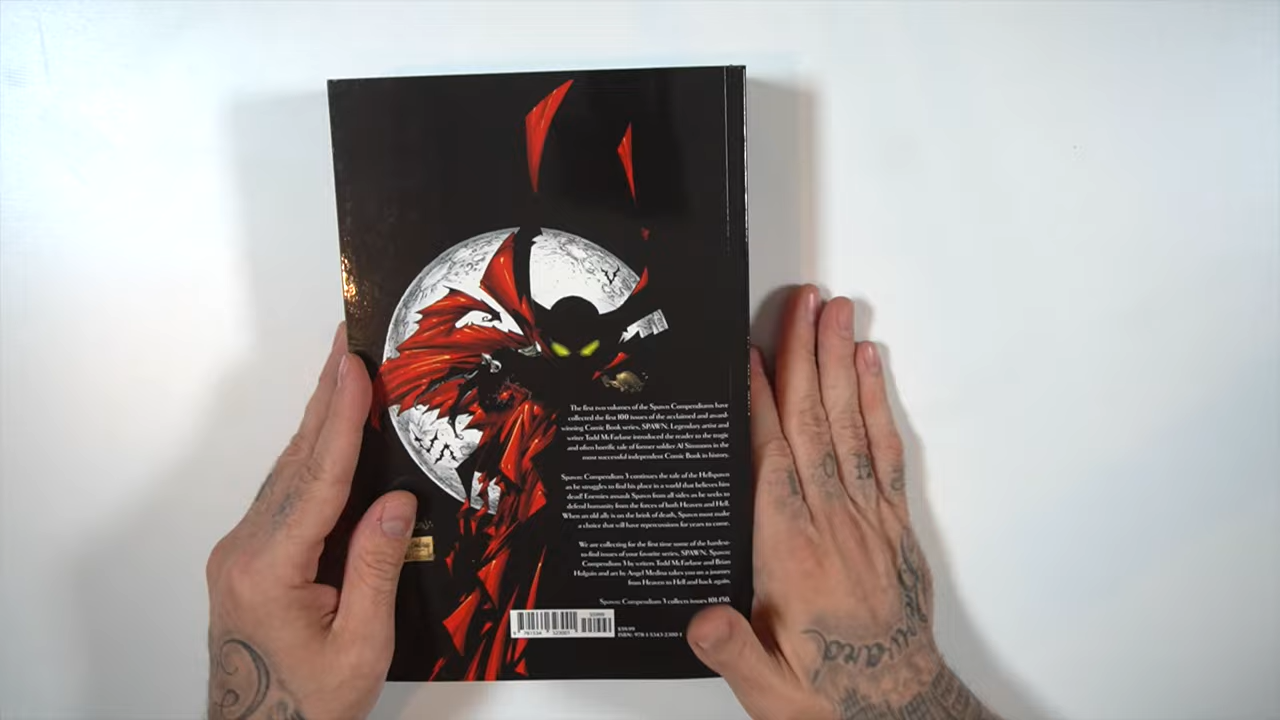 The first two volumes of the Spawn Compendiums have
collected the first 100 issues of the acclaimed and award-
winning Comic Book series, SPAWN. Legendary artist and
writer Todd McFarlane introduced the reader to the tragic
and often horrific tale of former soldier Al Simmons in the
most successful independent Comic Book in history.
Spawn: Compendium 3 continues the tale of the Hellspawn
as he struggles to find his place in a world that believes him
dead! Enemies assault Spawn from all sides as he seeks to
defend humanity from the forces of both Heaven and Hell.
When an old ally is on the brink of death, Spawn must make
a choice that will have repercussions for years to come.
We are collecting for the first time some of the hardest-
to-find issues of your favorite series, SPAWN. Spawn:
Compendium 3 by writers Todd McFarlane and Brian
Holguin and art by Angel Medina takes you on a journey
from Heaven to Hell and back again.
Spawn: Compendium 3 collects issues 101-150.
$59.99
ISBN: 978-1-5343-2300-1